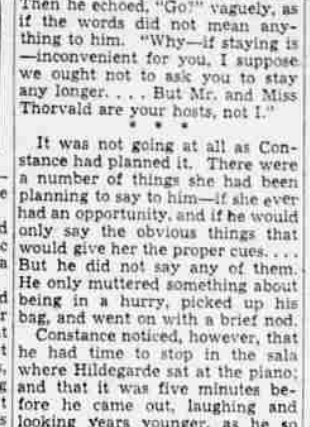 Then he echoed, "Go?" vaguely, as
if the words did not mean any-
thing to him. "Why—if staying is
—inconvenient for you, I suppose
we ought not to ask you to stay
any longer. . . . But Mr. and Miss
Thorvald are your hosts, not I."
* * *
It was not going at all as Con-
stance had planned it. There were
a number of things she had been
planning to say to him—if she ever
had an opportunity, and if he would
only say the obvious things that
would give her the proper cues. . . .
But he did not say any of them.
He only muttered something about
being in a hurry, picked up his
bag, and went on with a brief nod.
Constance noticed, however, that
he had time to stop in the sala
where Hildegarde sat at the piano;
and that it was five minutes be-
fore he came out, laughing and
looking years younger, as he so